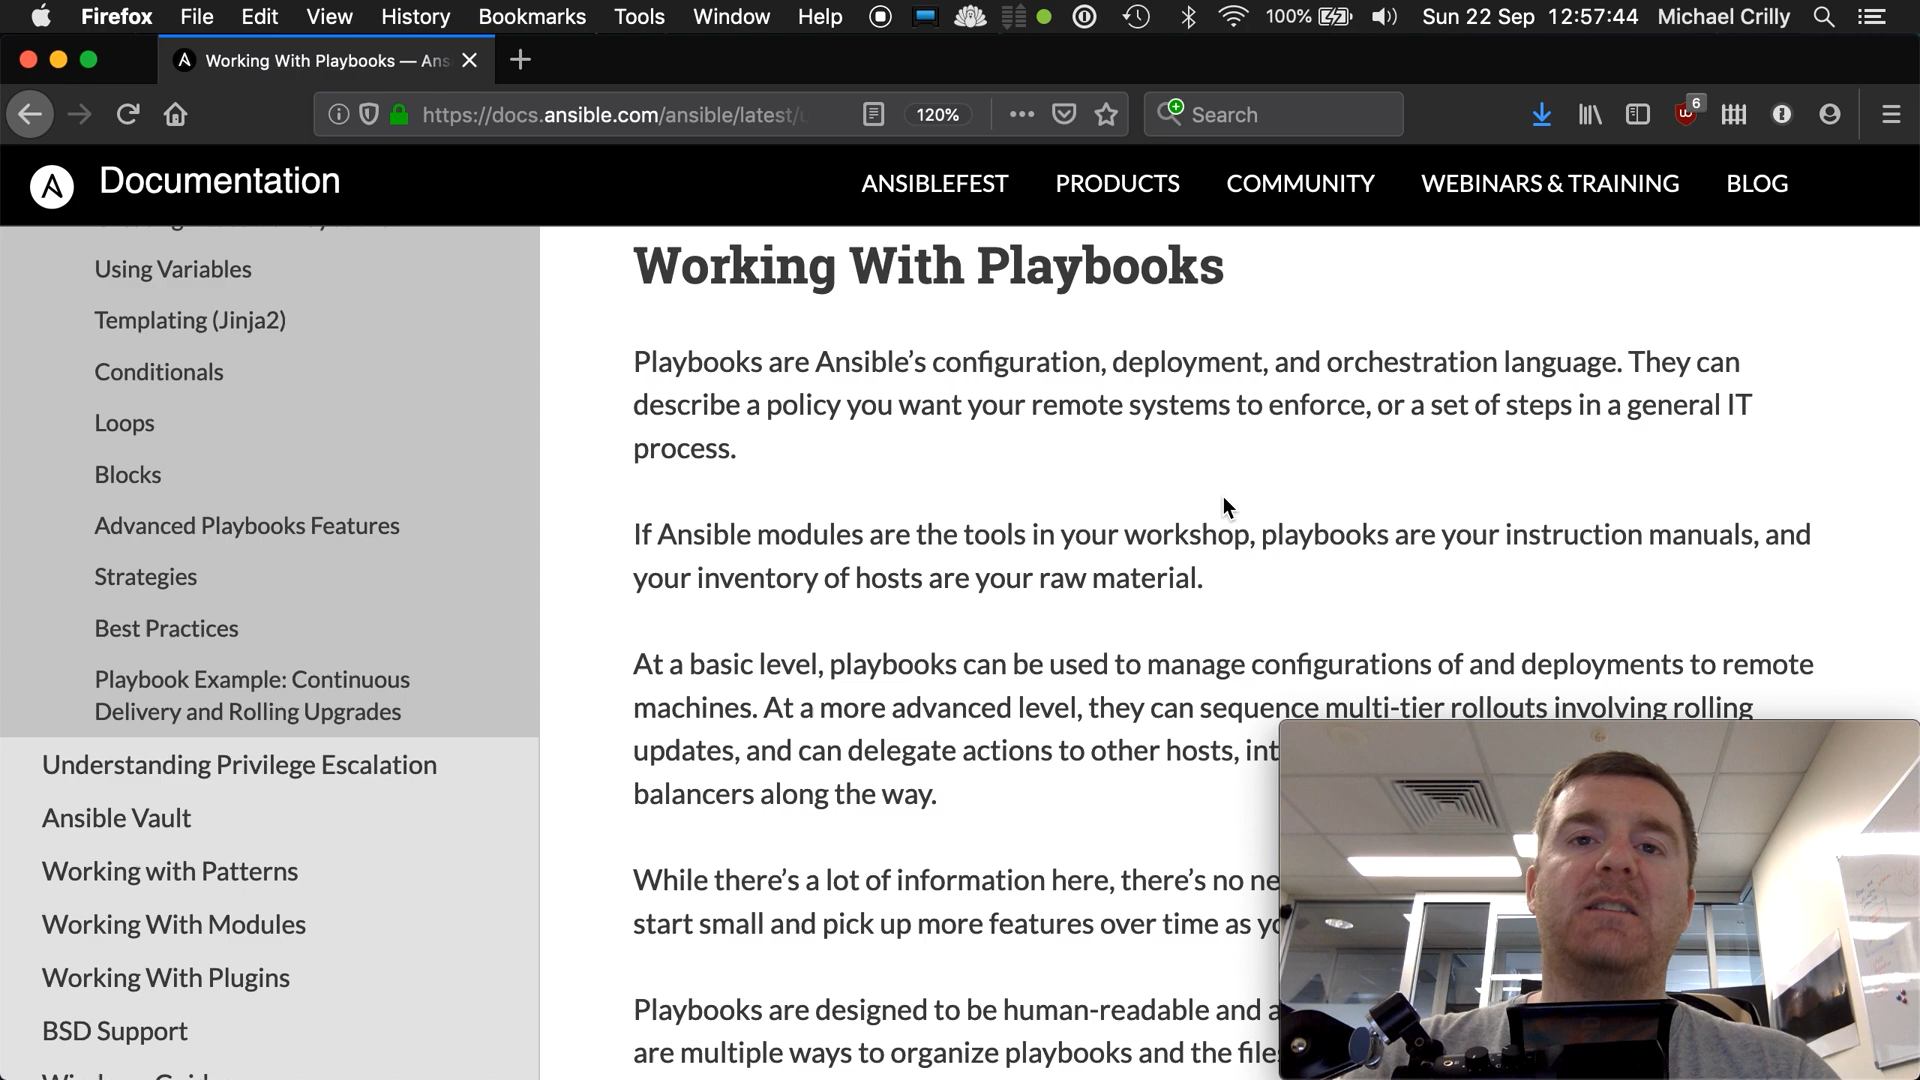 Firefox File Edit View History Bookmarks Tools Window Help 100% Sun 22 Sep 12:57:44 Michael Crilly
Working With Playbooks — Ans
https://docs.ansible.com/ansible/latest/ 120% Search 6
Documentation
ANSIBLEFEST PRODUCTS COMMUNITY WEBINARS & TRAINING BLOG
Using Variables
Templating (Jinja2)
Conditionals
Loops
Blocks
Advanced Playbooks Features
Strategies
Best Practices
Playbook Example: Continuous
Delivery and Rolling Upgrades
Understanding Privilege Escalation
Ansible Vault
Working with Patterns
Working With Modules
Working With Plugins
BSD Support
Working With Playbooks
Playbooks are Ansible’s configuration, deployment, and orchestration language. They can
describe a policy you want your remote systems to enforce, or a set of steps in a general IT
process.
If Ansible modules are the tools in your workshop, playbooks are your instruction manuals, and
your inventory of hosts are your raw material.
At a basic level, playbooks can be used to manage configurations of and deployments to remote
machines. At a more advanced level, they can sequence multi-tier rollouts involving rolling
updates, and can delegate actions to other hosts, int
balancers along the way.
While there’s a lot of information here, there’s no ne
start small and pick up more features over time as yo
Playbooks are designed to be human-readable and a
are multiple ways to organize playbooks and the files